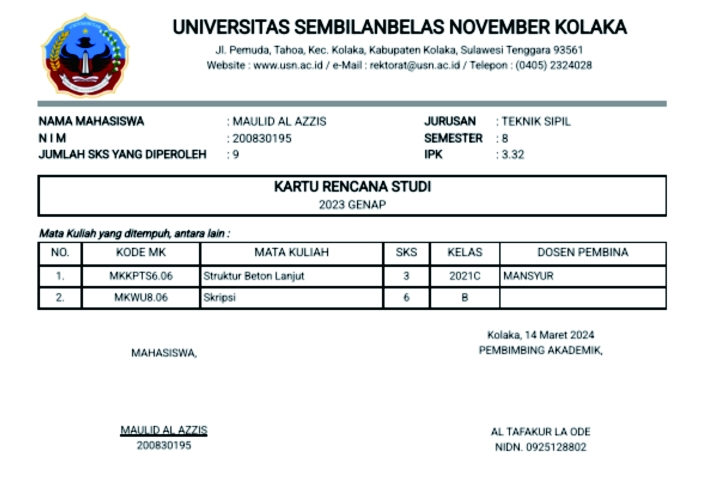 UNIVERSITAS SEMBILANBELAS NOVEMBER KOLAKA
Jl. Pemuda, Tahoa, Kec. Kolaka, Kabupaten Kolaka, Sulawesi Tenggara 93561
Website : www.usn.ac.id / e-Mail : rektorat@usn.ac.id / Telepon : (0405) 2324028
NAMA MAHASISWA : MAULID AL AZZIS JURUSAN : TEKNIK SIPIL
N I M : 200830195 SEMESTER : 8
JUMLAH SKS YANG DIPEROLEH : 9 IPK : 3.32
KARTU RENCANA STUDI
2023 GENAP
Mata Kuliah yang ditempuh, antara lain :
NO. KODE MK MATA KULIAH SKS KELAS DOSEN PEMBINA
1. MKKPTS6.06 Struktur Beton Lanjut 3 2021C MANSYUR
2. MKWU8.06 Skripsi 6 B
Kolaka, 14 Maret 2024
MAHASISWA, PEMBIMBING AKADEMIK,
MAULID AL AZZIS AL TAFAKUR LA ODE
200830195 NIDN. 0925128802